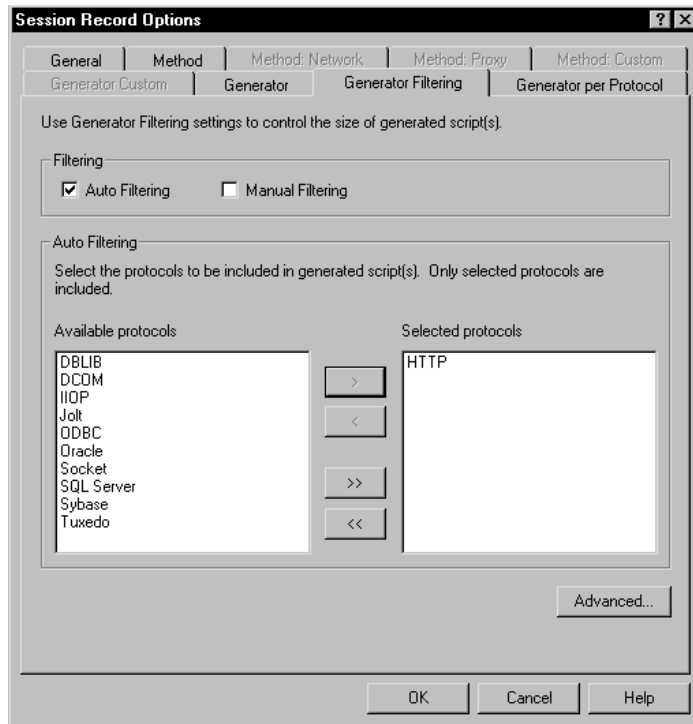 Session Record Options
? X
General Method Method: Network Method: Proxy Method: Custom
Generator Custom Generator Generator Filtering Generator per Protocol
Use Generator Filtering settings to control the size of generated script(s).
Filtering
Auto Filtering Manual Filtering
Auto Filtering
Select the protocols to be included in generated script(s). Only selected protocols are
included.
Available protocols
DBLIB
DCOM
IIOP
Jolt
ODBC
Oracle
Socket
SQL Server
Sybase
Tuxedo
>
<
>>
<<
Selected protocols
HTTP
Advanced...
OK Cancel Help